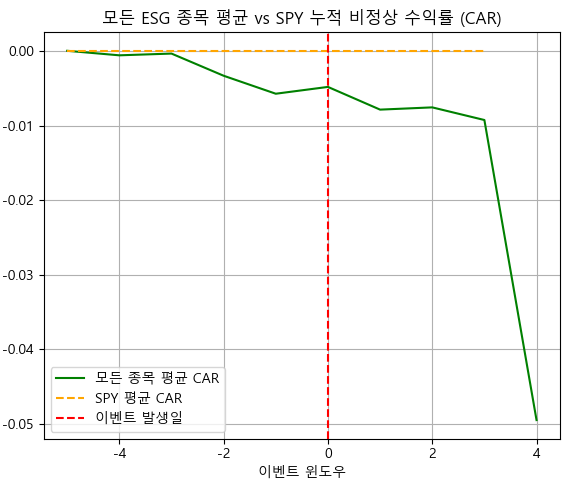 모든 ESG 종목 평균 vs SPY 누적 비정상 수익률 (CAR)
0.00
-0.01
-0.02
-0.03
-0.04
-0.05
모든 종목 평균 CAR
SPY 평균 CAR
이벤트 발생일
-4 -2 0 2 4
이벤트 윈도우